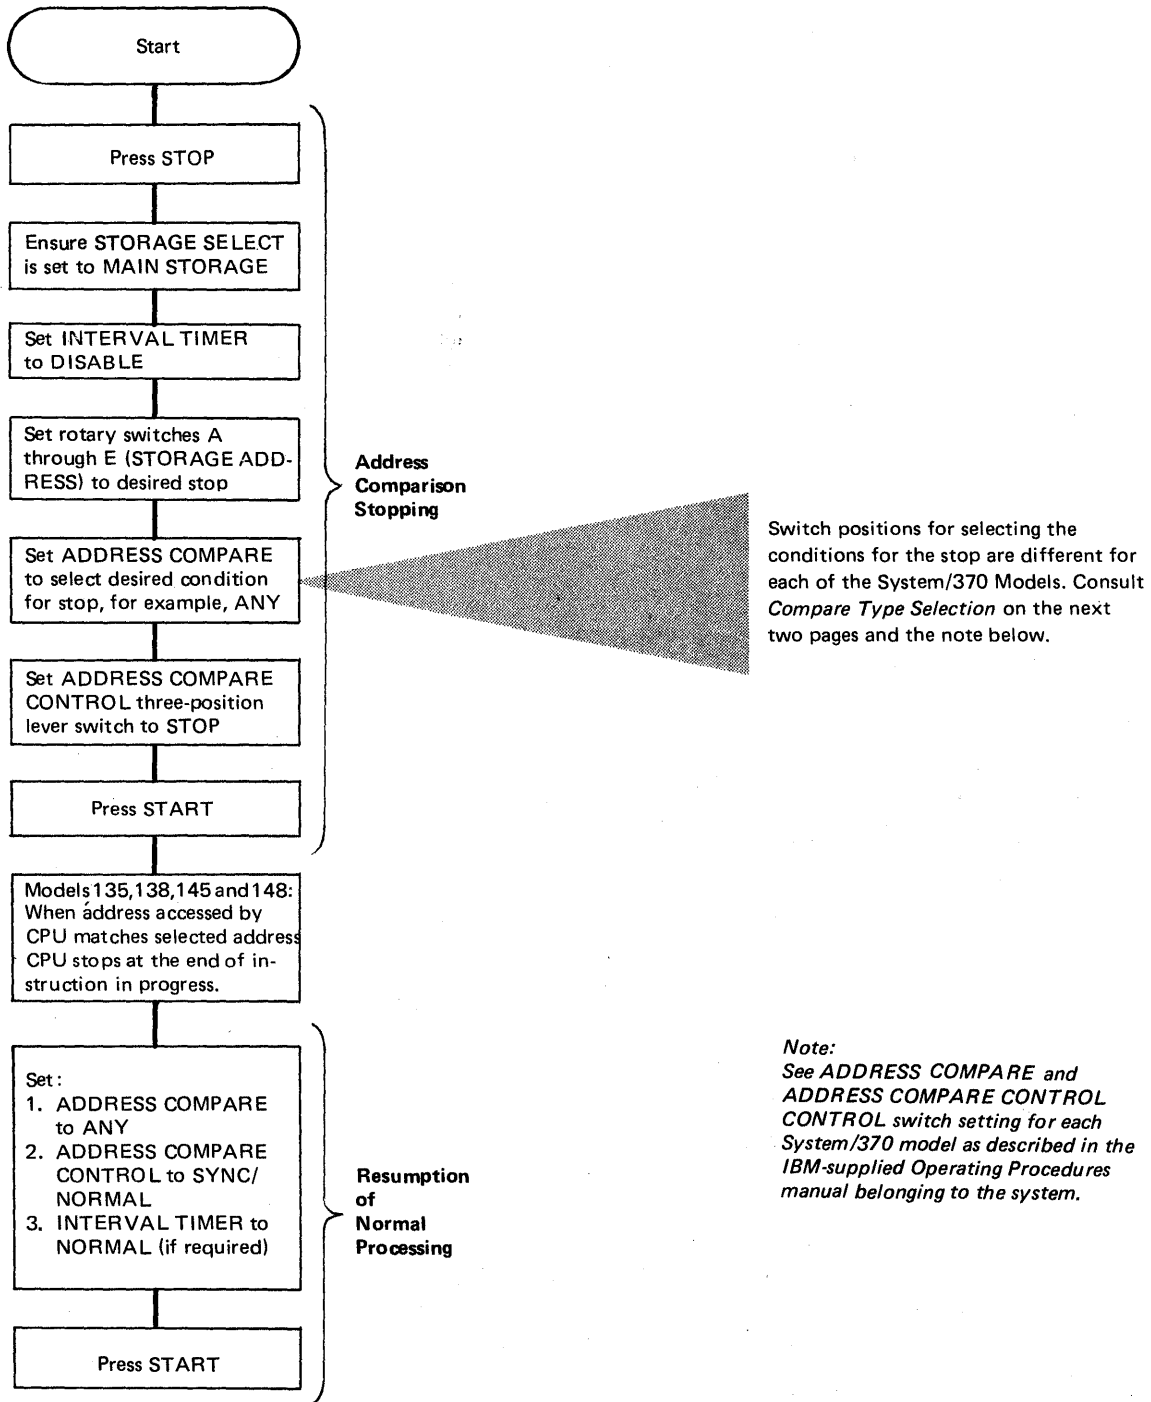 Start
Press STOP
Ensure STORAGE SELECT
is set to MAIN STORAGE
Set INTERVAL TIMER
to DISABLE
Set rotary switches A
through E (STORAGE ADD-
RESS) to desired stop
Address
Comparison
Stopping
Set ADDRESS COMPARE
to select desired condition
for stop, for example, ANY
Switch positions for selecting the
conditions for the stop are different for
each of the System/370 Models. Consult
Compare Type Selection on the next
two pages and the note below.
Set ADDRESS COMPARE
CONTROL three-position
lever switch to STOP
Press START
Models 135,138,145 and 148:
When address accessed by
CPU matches selected address
CPU stops at the end of in-
struction in progress.
Set:
1. ADDRESS COMPARE
to ANY
2. ADDRESS COMPARE
CONTROL to SYNC/
NORMAL
3. INTERVAL TIMER to
NORMAL (if required)
Resumption
of
Normal
Processing
Note:
See ADDRESS COMPARE and
ADDRESS COMPARE CONTROL
CONTROL switch setting for each
System/370 model as described in the
IBM-supplied Operating Procedures
manual belonging to the system.
Press START